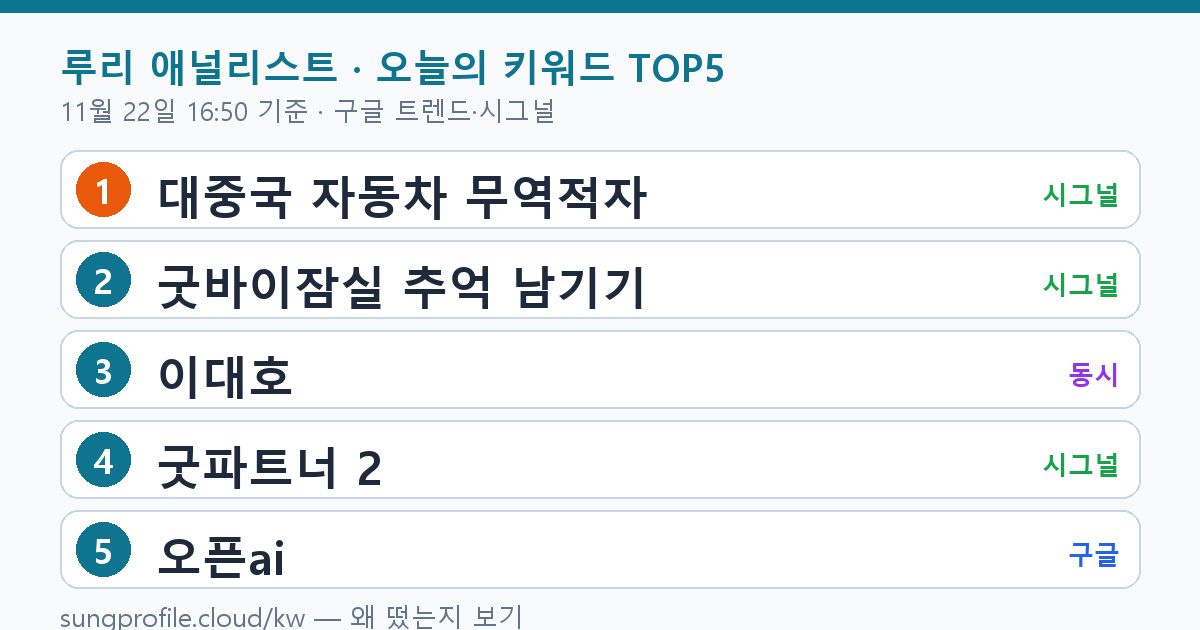 루리 애널리스트 · 오늘의 키워드 TOP5
11월 22일 16:50 기준 · 구글 트렌드·시그널
1 대중국 자동차 무역적자 시그널
2 굿바이잠실 추억 남기기 시그널
3 이대호 동시
4 굿파트너 2 시그널
5 오픈ai 구글
sungprofile.cloud/kw — 왜 떴는지 보기